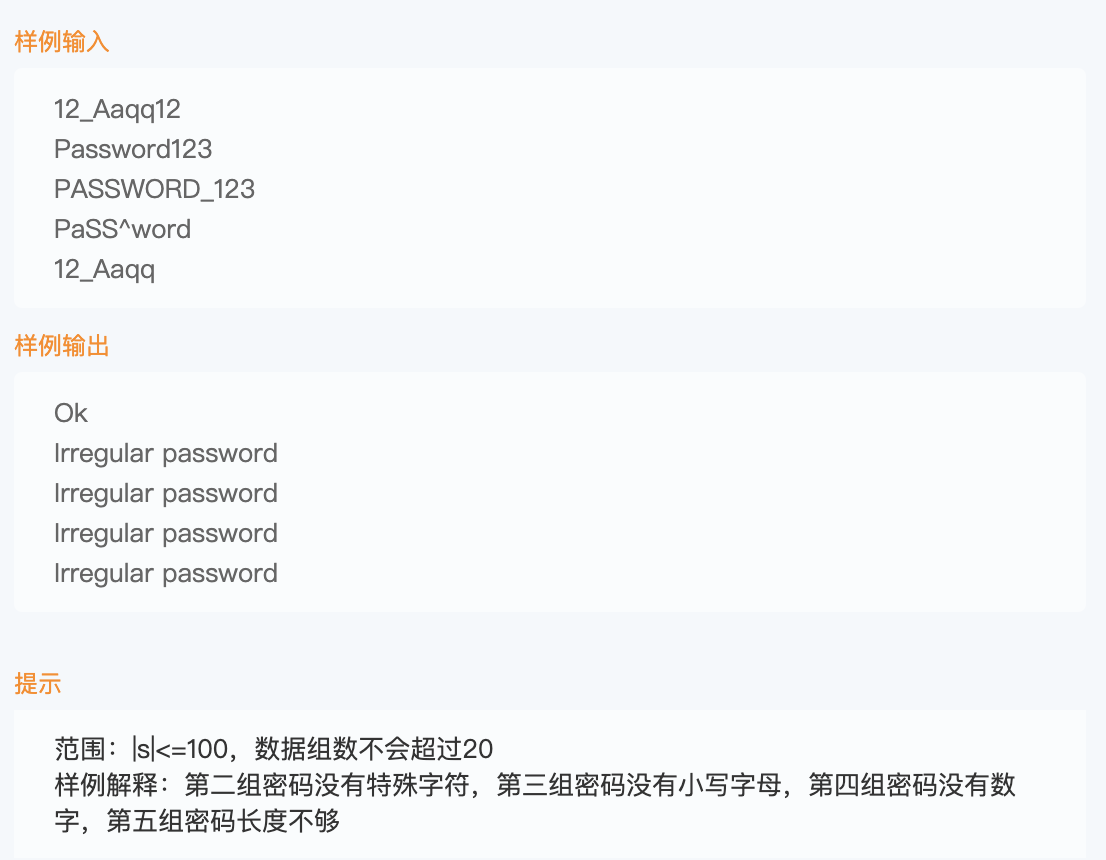 样例输入
12_Aaqq12
Password123
PASSWORD_123
PaSS^word
12_Aaqq
样例输出
Ok
Irregular password
Irregular password
Irregular password
Irregular password
提示
范围：|s|<=100，数据组数不会超过20
样例解释：第二组密码没有特殊字符，第三组密码没有小写字母，第四组密码没有数
字，第五组密码长度不够